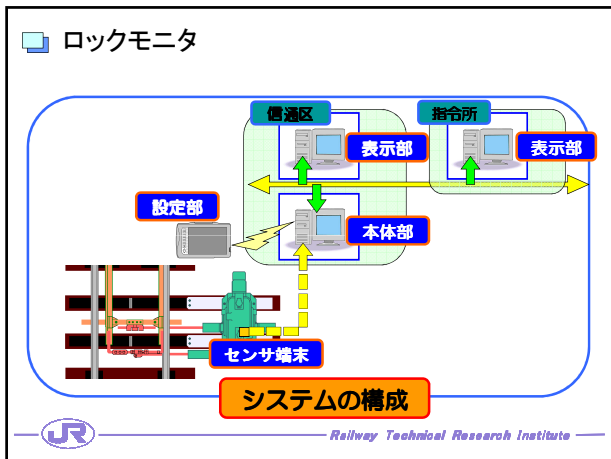 ロックモニタ
信通区
指令所
表示部
表示部
設定部
本体部
センサ端末
システムの構成
JR
Railway Technical Research Institute